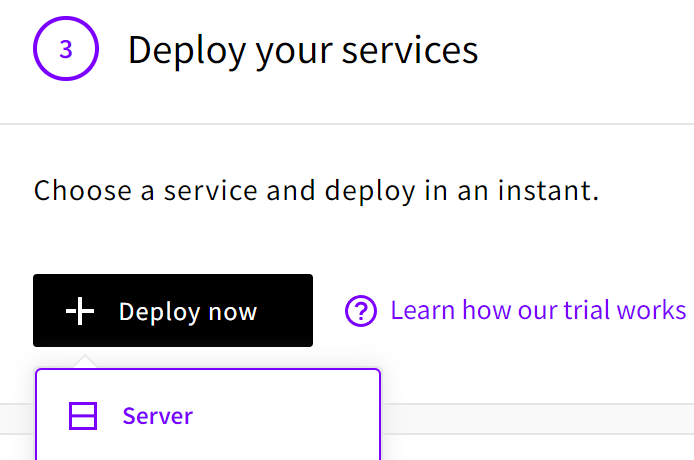 3 Deploy your services
Choose a service and deploy in an instant.
Deploy now
Learn how our trial works
Server